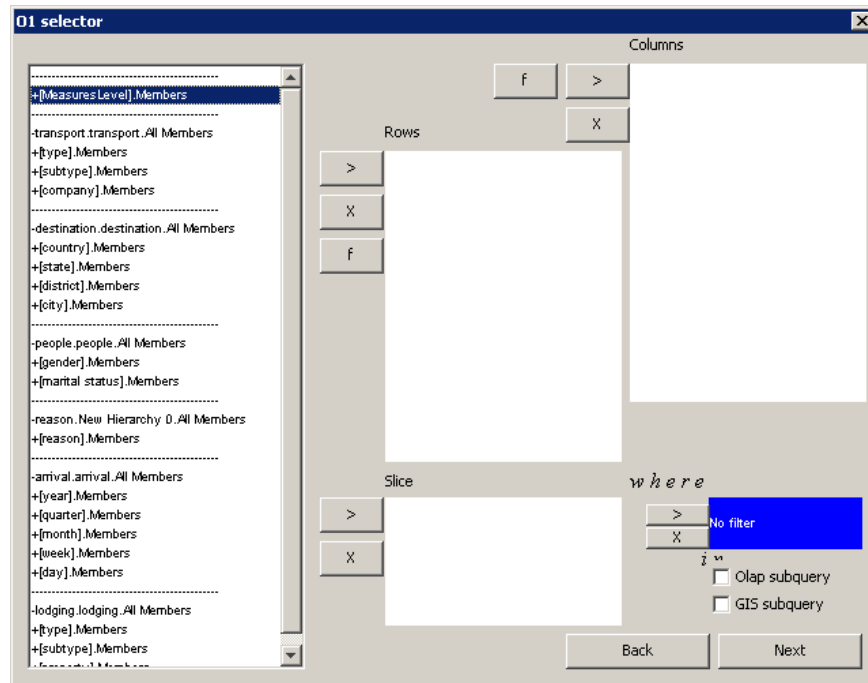 O1 selector
Columns
--------------------------------------------
+[MeasuresLevel].Members
--------------------------------------------
-transport.transport.All Members
+[type].Members
+[subtype].Members
+[company].Members
--------------------------------------------
-destination.destination.All Members
+[country].Members
+[state].Members
+[district].Members
+[city].Members
--------------------------------------------
-people.people.All Members
+[gender].Members
+[marital status].Members
--------------------------------------------
-reason.New Hierarchy 0.All Members
+[reason].Members
--------------------------------------------
-arrival.arrival.All Members
+[year].Members
+[quarter].Members
+[month].Members
+[week].Members
+[day].Members
--------------------------------------------
-lodging.lodging.All Members
+[type].Members
+[subtype].Members
f >
X
Rows
>
X
f
Slice
>
X
where
> No filter
X
in
Olap subquery
GIS subquery
Back Next